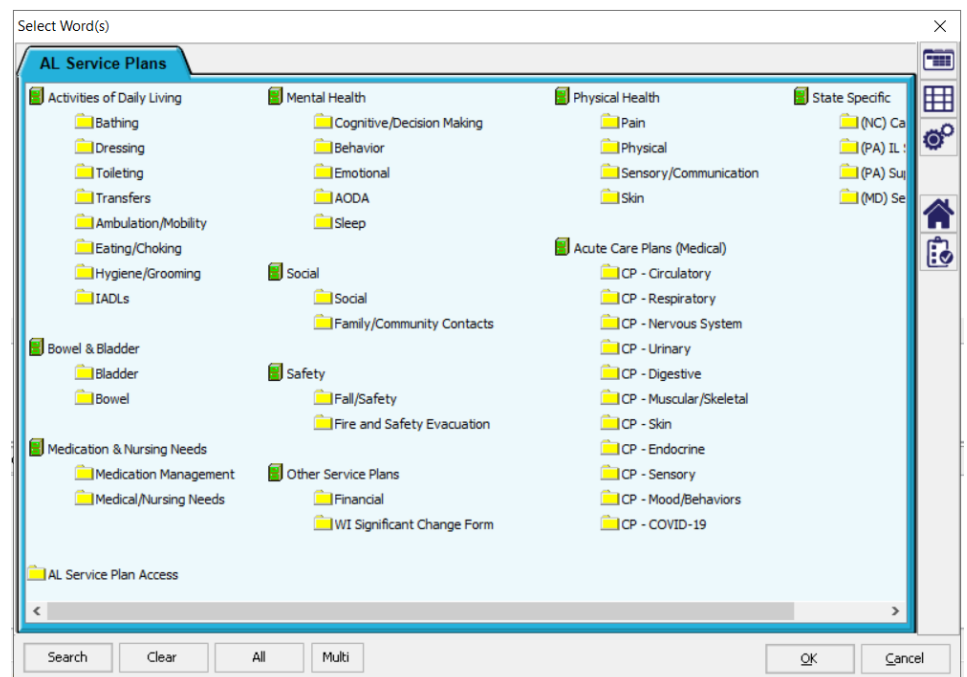 Select Word(s)
AL Service Plans
Activities of Daily Living
Bathing
Dressing
Toileting
Transfers
Ambulation/Mobility
Eating/Choking
Hygiene/Grooming
IADLs
Bowel & Bladder
Bladder
Bowel
Medication & Nursing Needs
Medication Management
Medical/Nursing Needs
AL Service Plan Access
Mental Health
Cognitive/Decision Making
Behavior
Emotional
AODA
Sleep
Social
Social
Family/Community Contacts
Safety
Fall/Safety
Fire and Safety Evacuation
Other Service Plans
Financial
WI Significant Change Form
Physical Health
Pain
Physical
Sensory/Communication
Skin
Acute Care Plans (Medical)
CP - Circulatory
CP - Respiratory
CP - Nervous System
CP - Urinary
CP - Digestive
CP - Muscular/Skeletal
CP - Skin
CP - Endocrine
CP - Sensory
CP - Mood/Behaviors
CP - COVID-19
State Specific
(NC) Ca
(PA) IL
(PA) Su
(MD) Se
Search
Clear
All
Multi
OK
Cancel